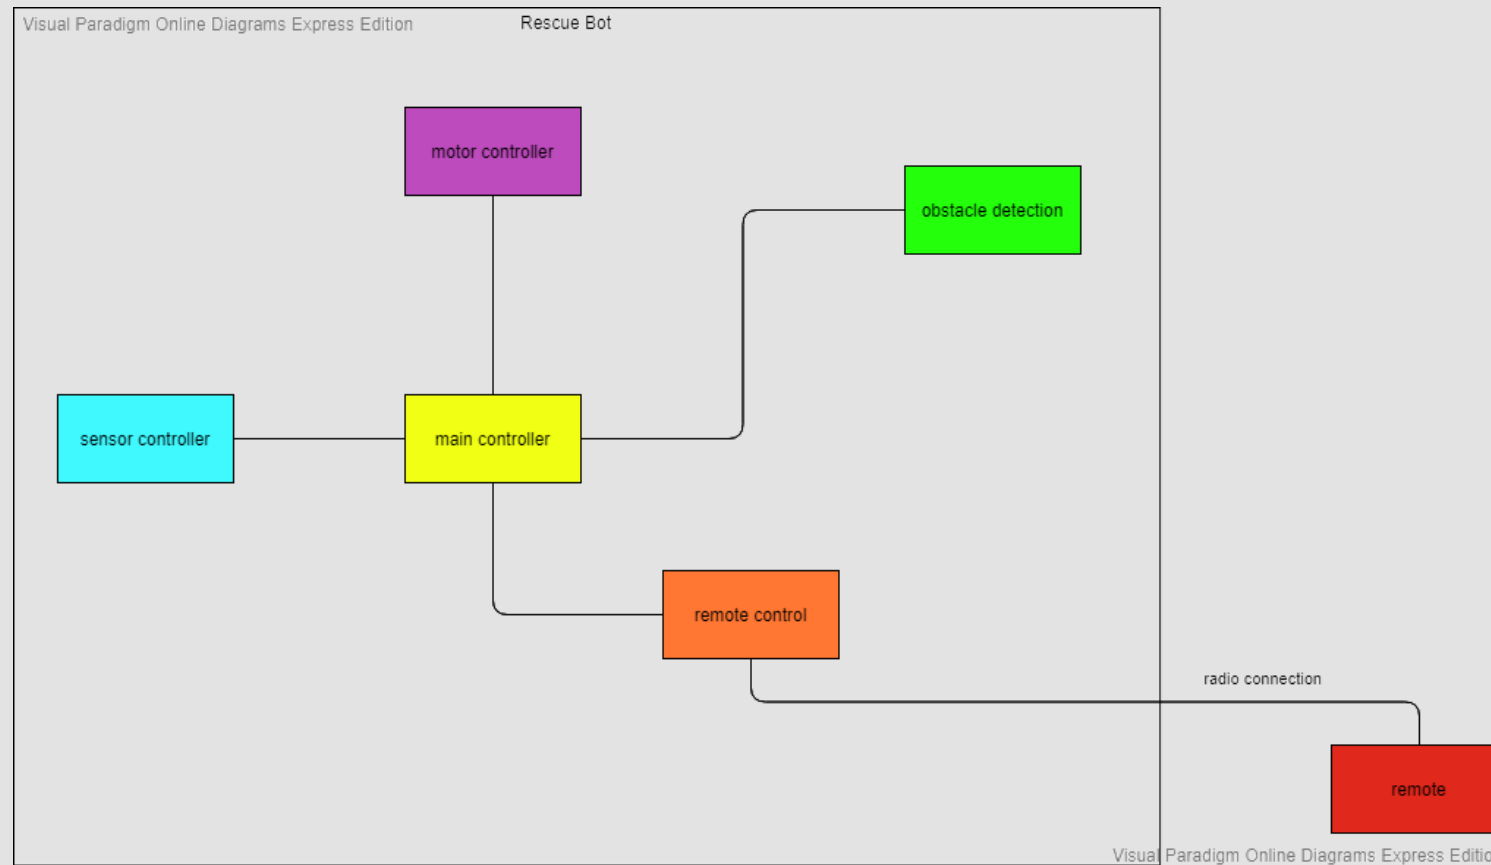 Visual Paradigm Online Diagrams Express Edition
Rescue Bot
motor controller
obstacle detection
sensor controller
main controller
remote control
radio connection
remote
Visual Paradigm Online Diagrams Express Editio